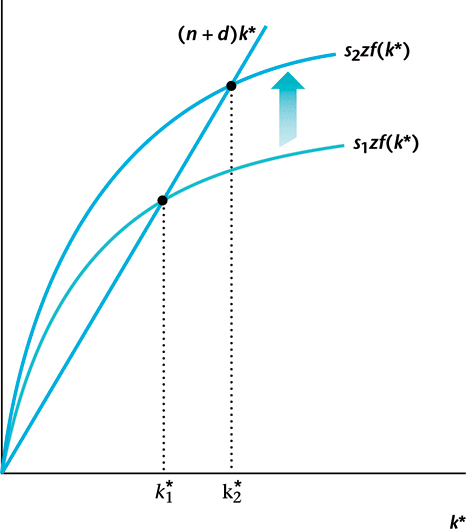 (n + d)k*
s₂zf(k*)
s₁zf(k*)
k₁* k₂*
k*